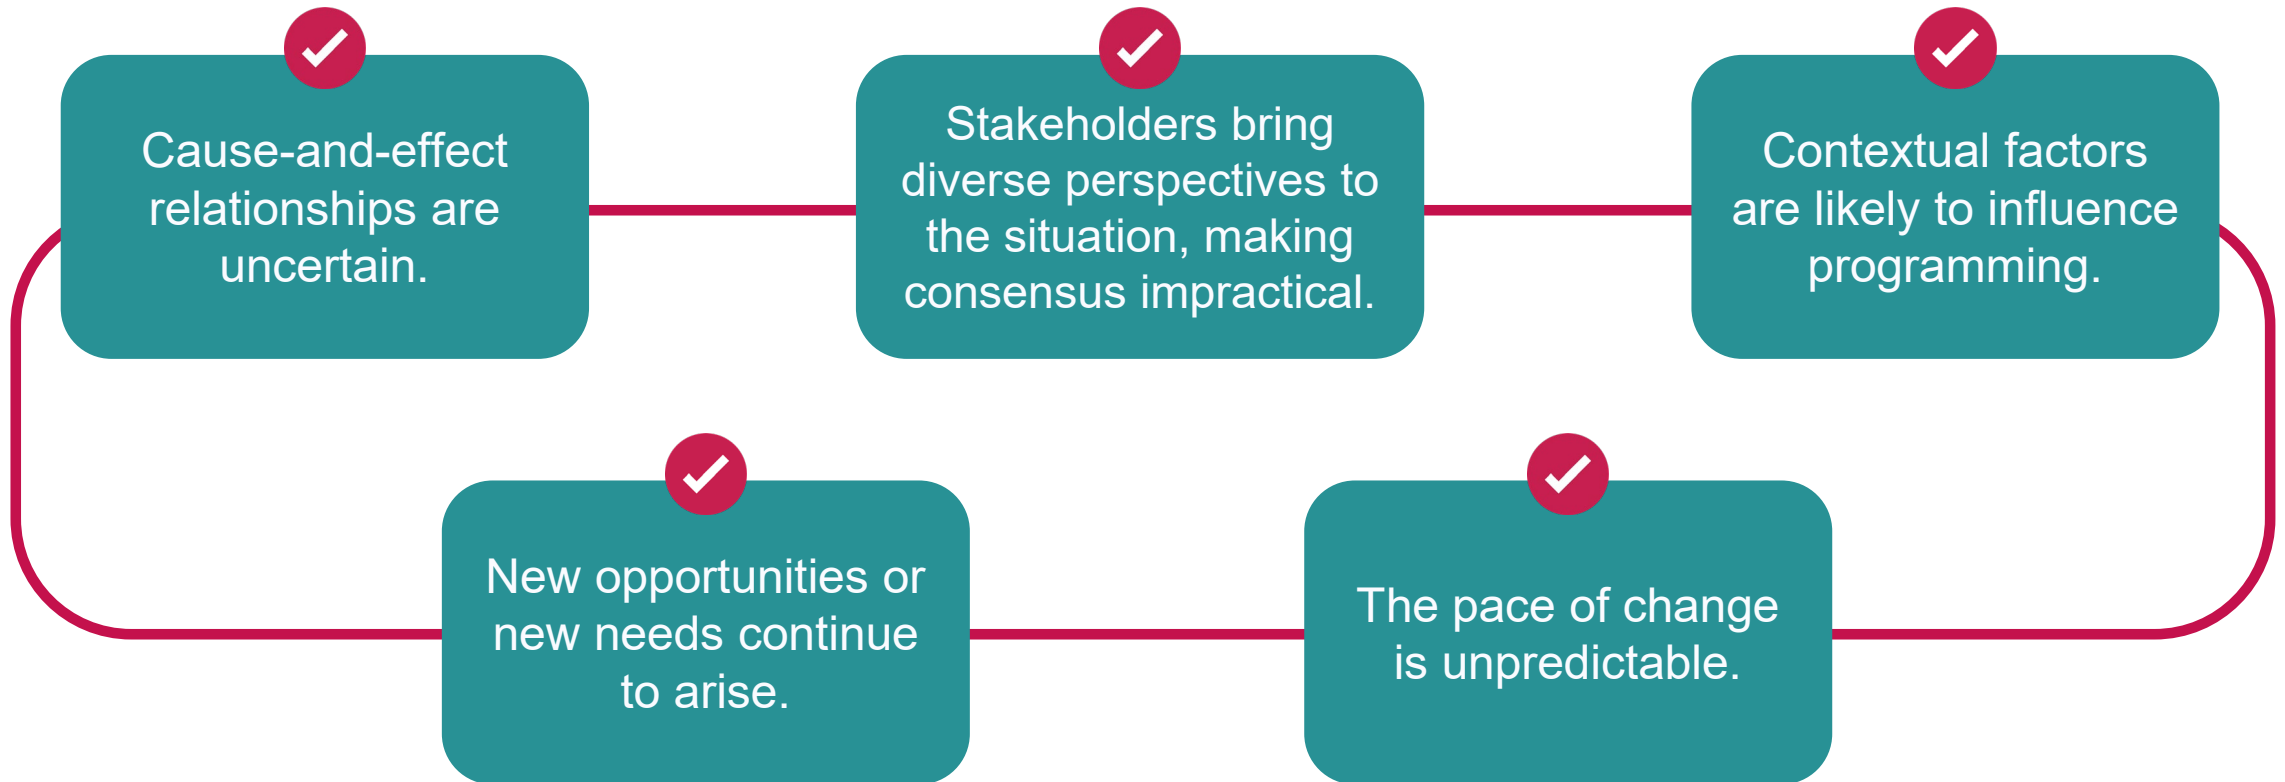 Cause-and-effect
relationships are
uncertain.
Stakeholders bring
diverse perspectives to
the situation, making
consensus impractical.
Contextual factors
are likely to influence
programming.
New opportunities or
new needs continue
to arise.
The pace of change
is unpredictable.